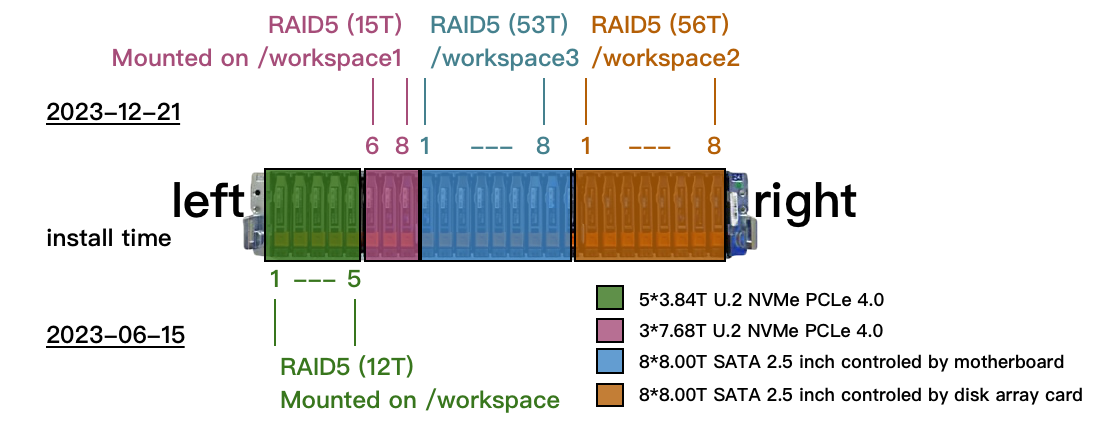 RAID5 (15T) RAID5 (53T) RAID5 (56T)
Mounted on /workspace1 /workspace3 /workspace2
2023-12-21
6 8 1 --- 8 1 --- 8
left right
install time
1 --- 5
2023-06-15
RAID5 (12T)
Mounted on /workspace
5*3.84T U.2 NVMe PCLe 4.0
3*7.68T U.2 NVMe PCLe 4.0
8*8.00T SATA 2.5 inch controled by motherboard
8*8.00T SATA 2.5 inch controled by disk array card